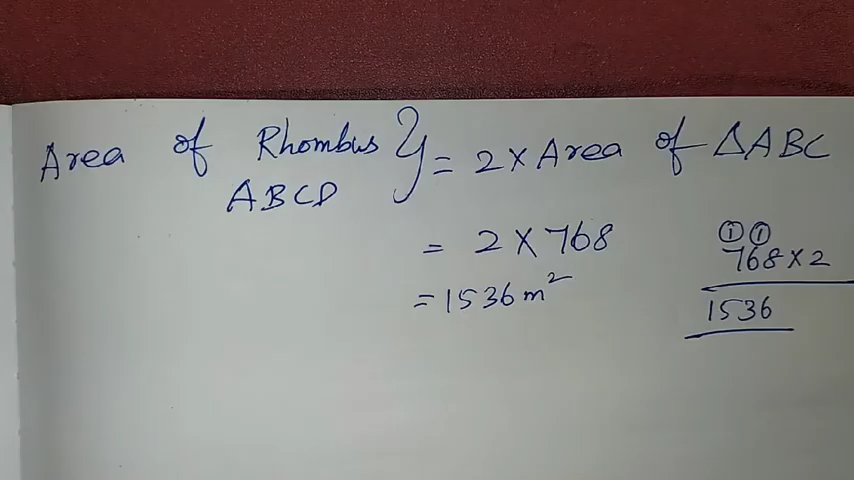 Area of Rhombus } = 2 × Area of △ABC
ABCD
= 2 × 768
= 1536 m²
① ①
768 × 2
1536